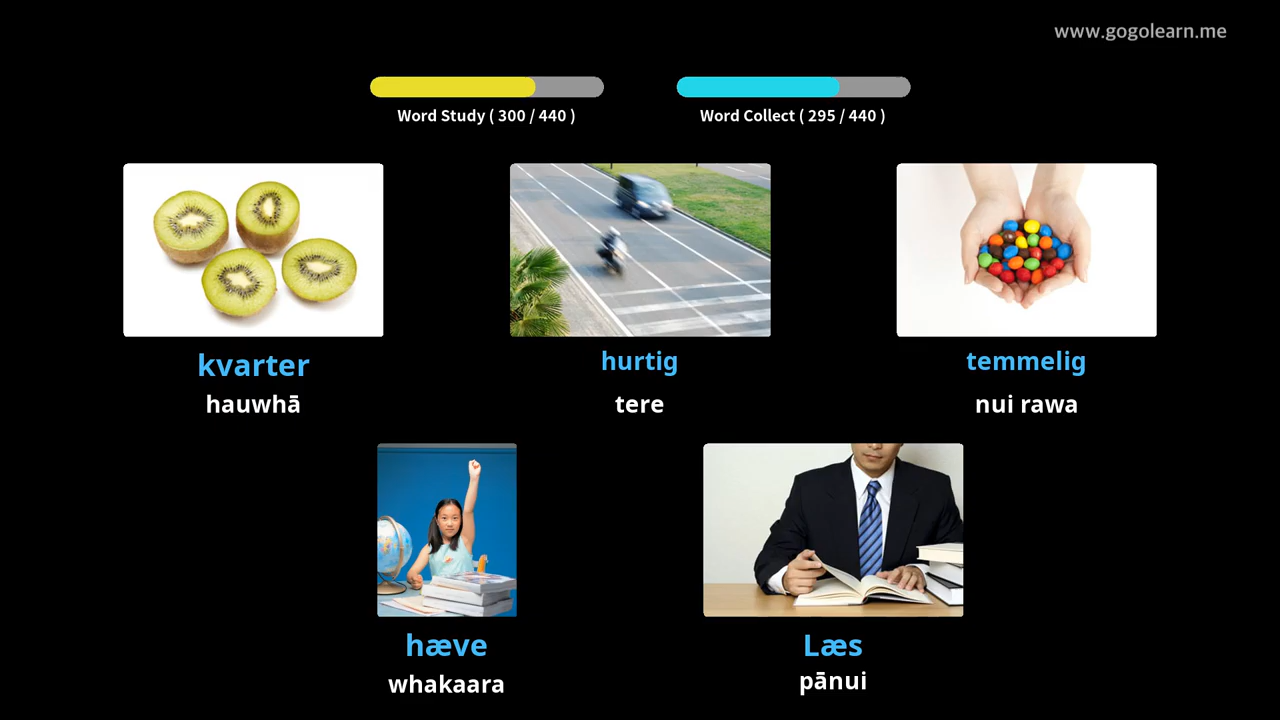 www.gogolearn.me
Word Study ( 300 / 440 )
Word Collect ( 295 / 440 )
kvarter
hurtig
temmelig
hauwhā
tere
nui rawa
hæve
Læs
whakaara
pānui